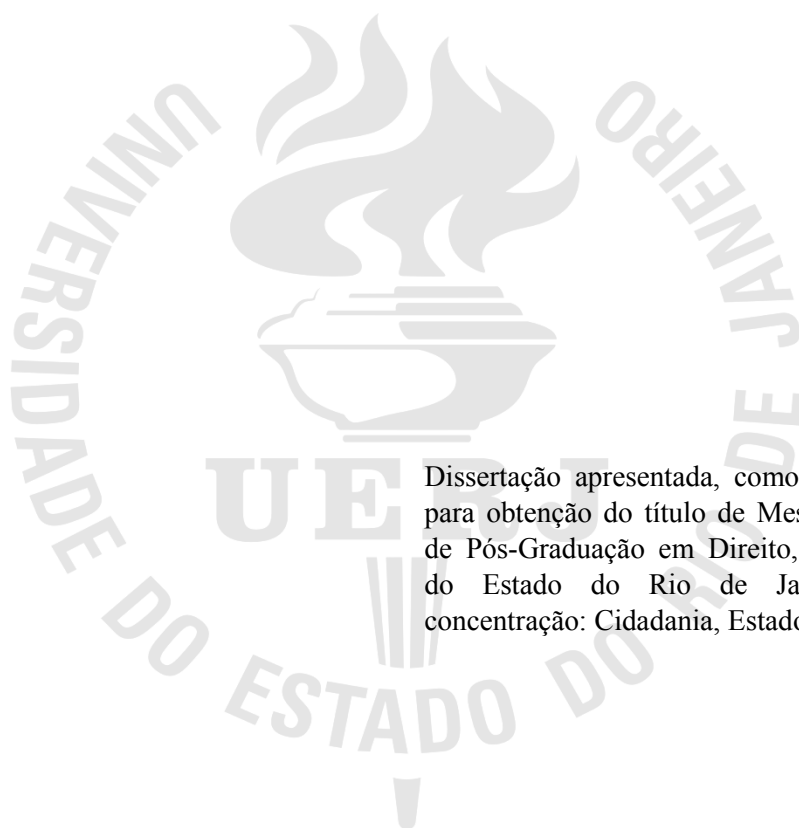 UNIVERSIDADE DO ESTADO DO RIO DE JANEIRO
UERJ
Dissertação apresentada, como
para obtenção do título de Mes
de Pós-Graduação em Direito,
do Estado do Rio de Ja
concentração: Cidadania, Estado